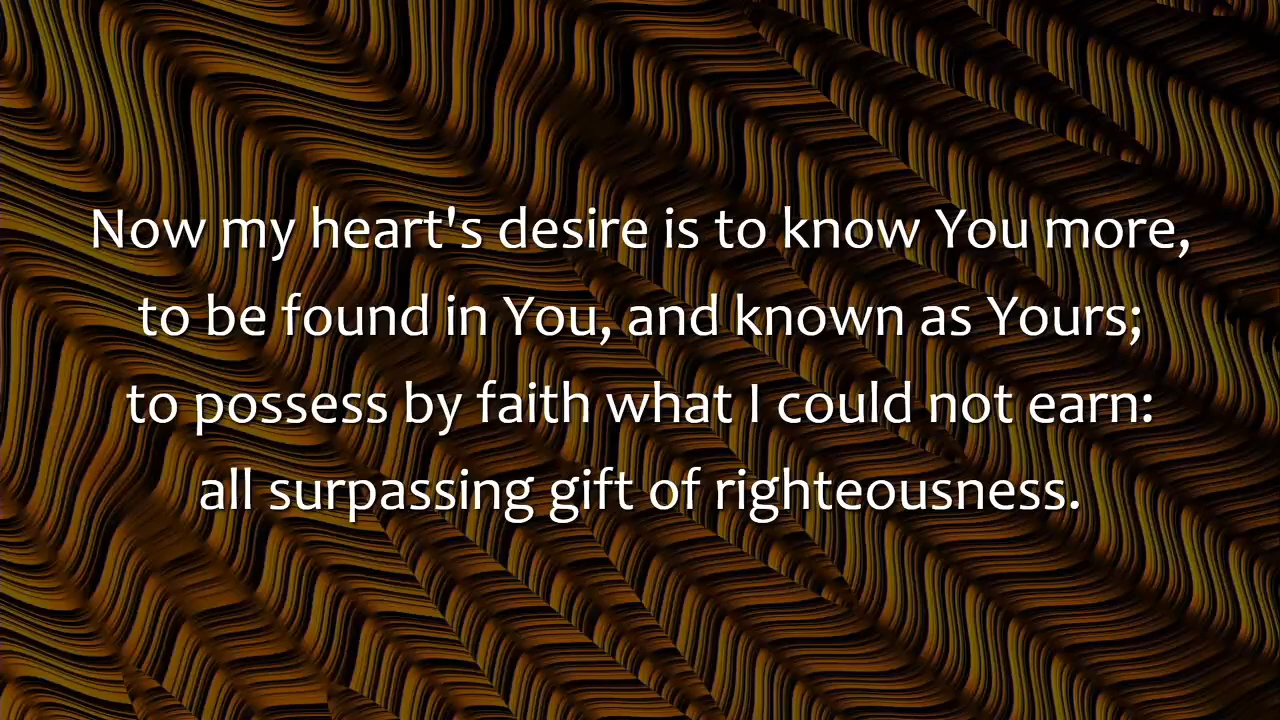 Now my heart's desire is to know You more,
to be found in You, and known as Yours;
to possess by faith what I could not earn:
all surpassing gift of righteousness.